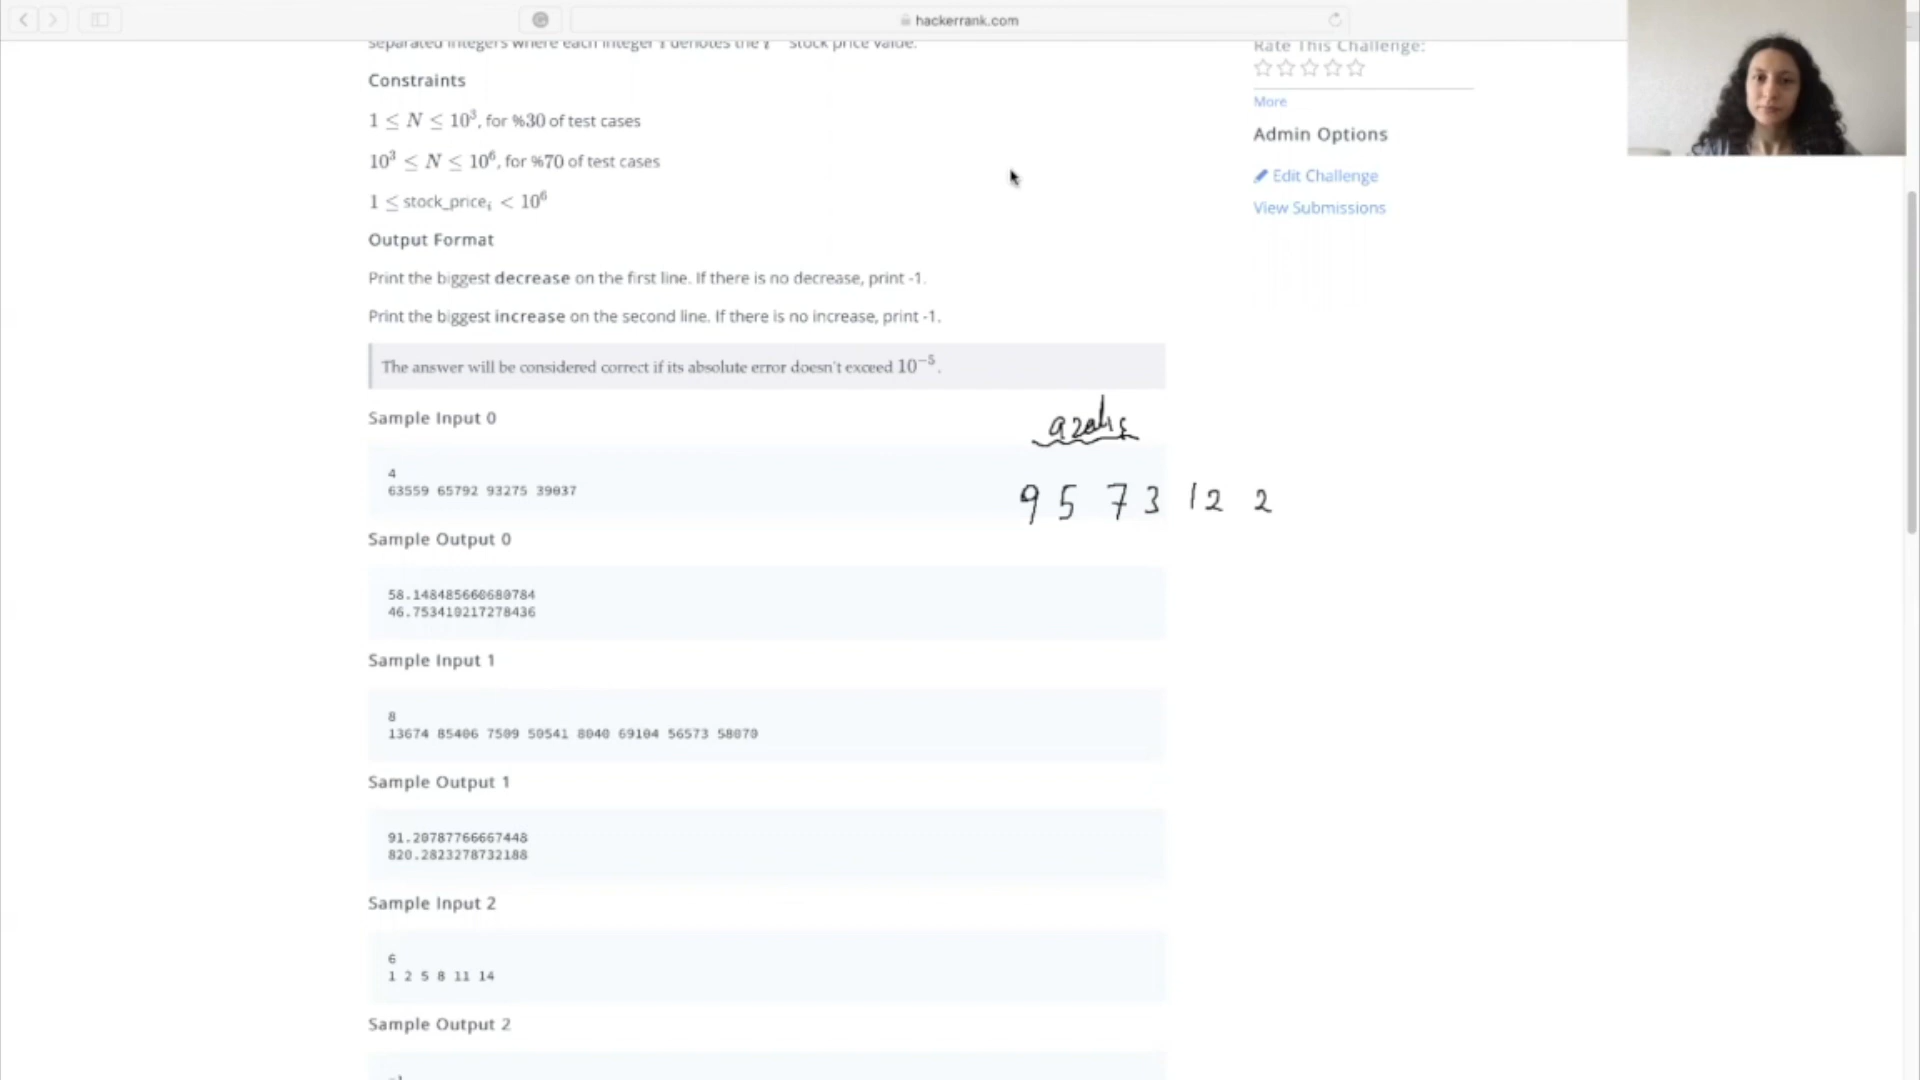 hackerrank.com
separated integers where each integer i denotes the i stock price value.
Rate This Challenge:
Constraints
More
1 ≤ N ≤ 10³, for %30 of test cases
Admin Options
10³ ≤ N ≤ 10⁶, for %70 of test cases
Edit Challenge
1 ≤ stock_priceᵢ < 10⁶
View Submissions
Output Format
Print the biggest decrease on the first line. If there is no decrease, print -1.
Print the biggest increase on the second line. If there is no increase, print -1.
The answer will be considered correct if its absolute error doesn't exceed 10⁻⁵.
Sample Input 0
azalış
4
63559 65792 93275 39037
9 5 7 3 12 2
Sample Output 0
58.148485660680784
46.753410217278436
Sample Input 1
8
13674 85406 7509 50541 8040 69104 56573 58070
Sample Output 1
91.20787766667448
820.2823278732188
Sample Input 2
6
1 2 5 8 11 14
Sample Output 2